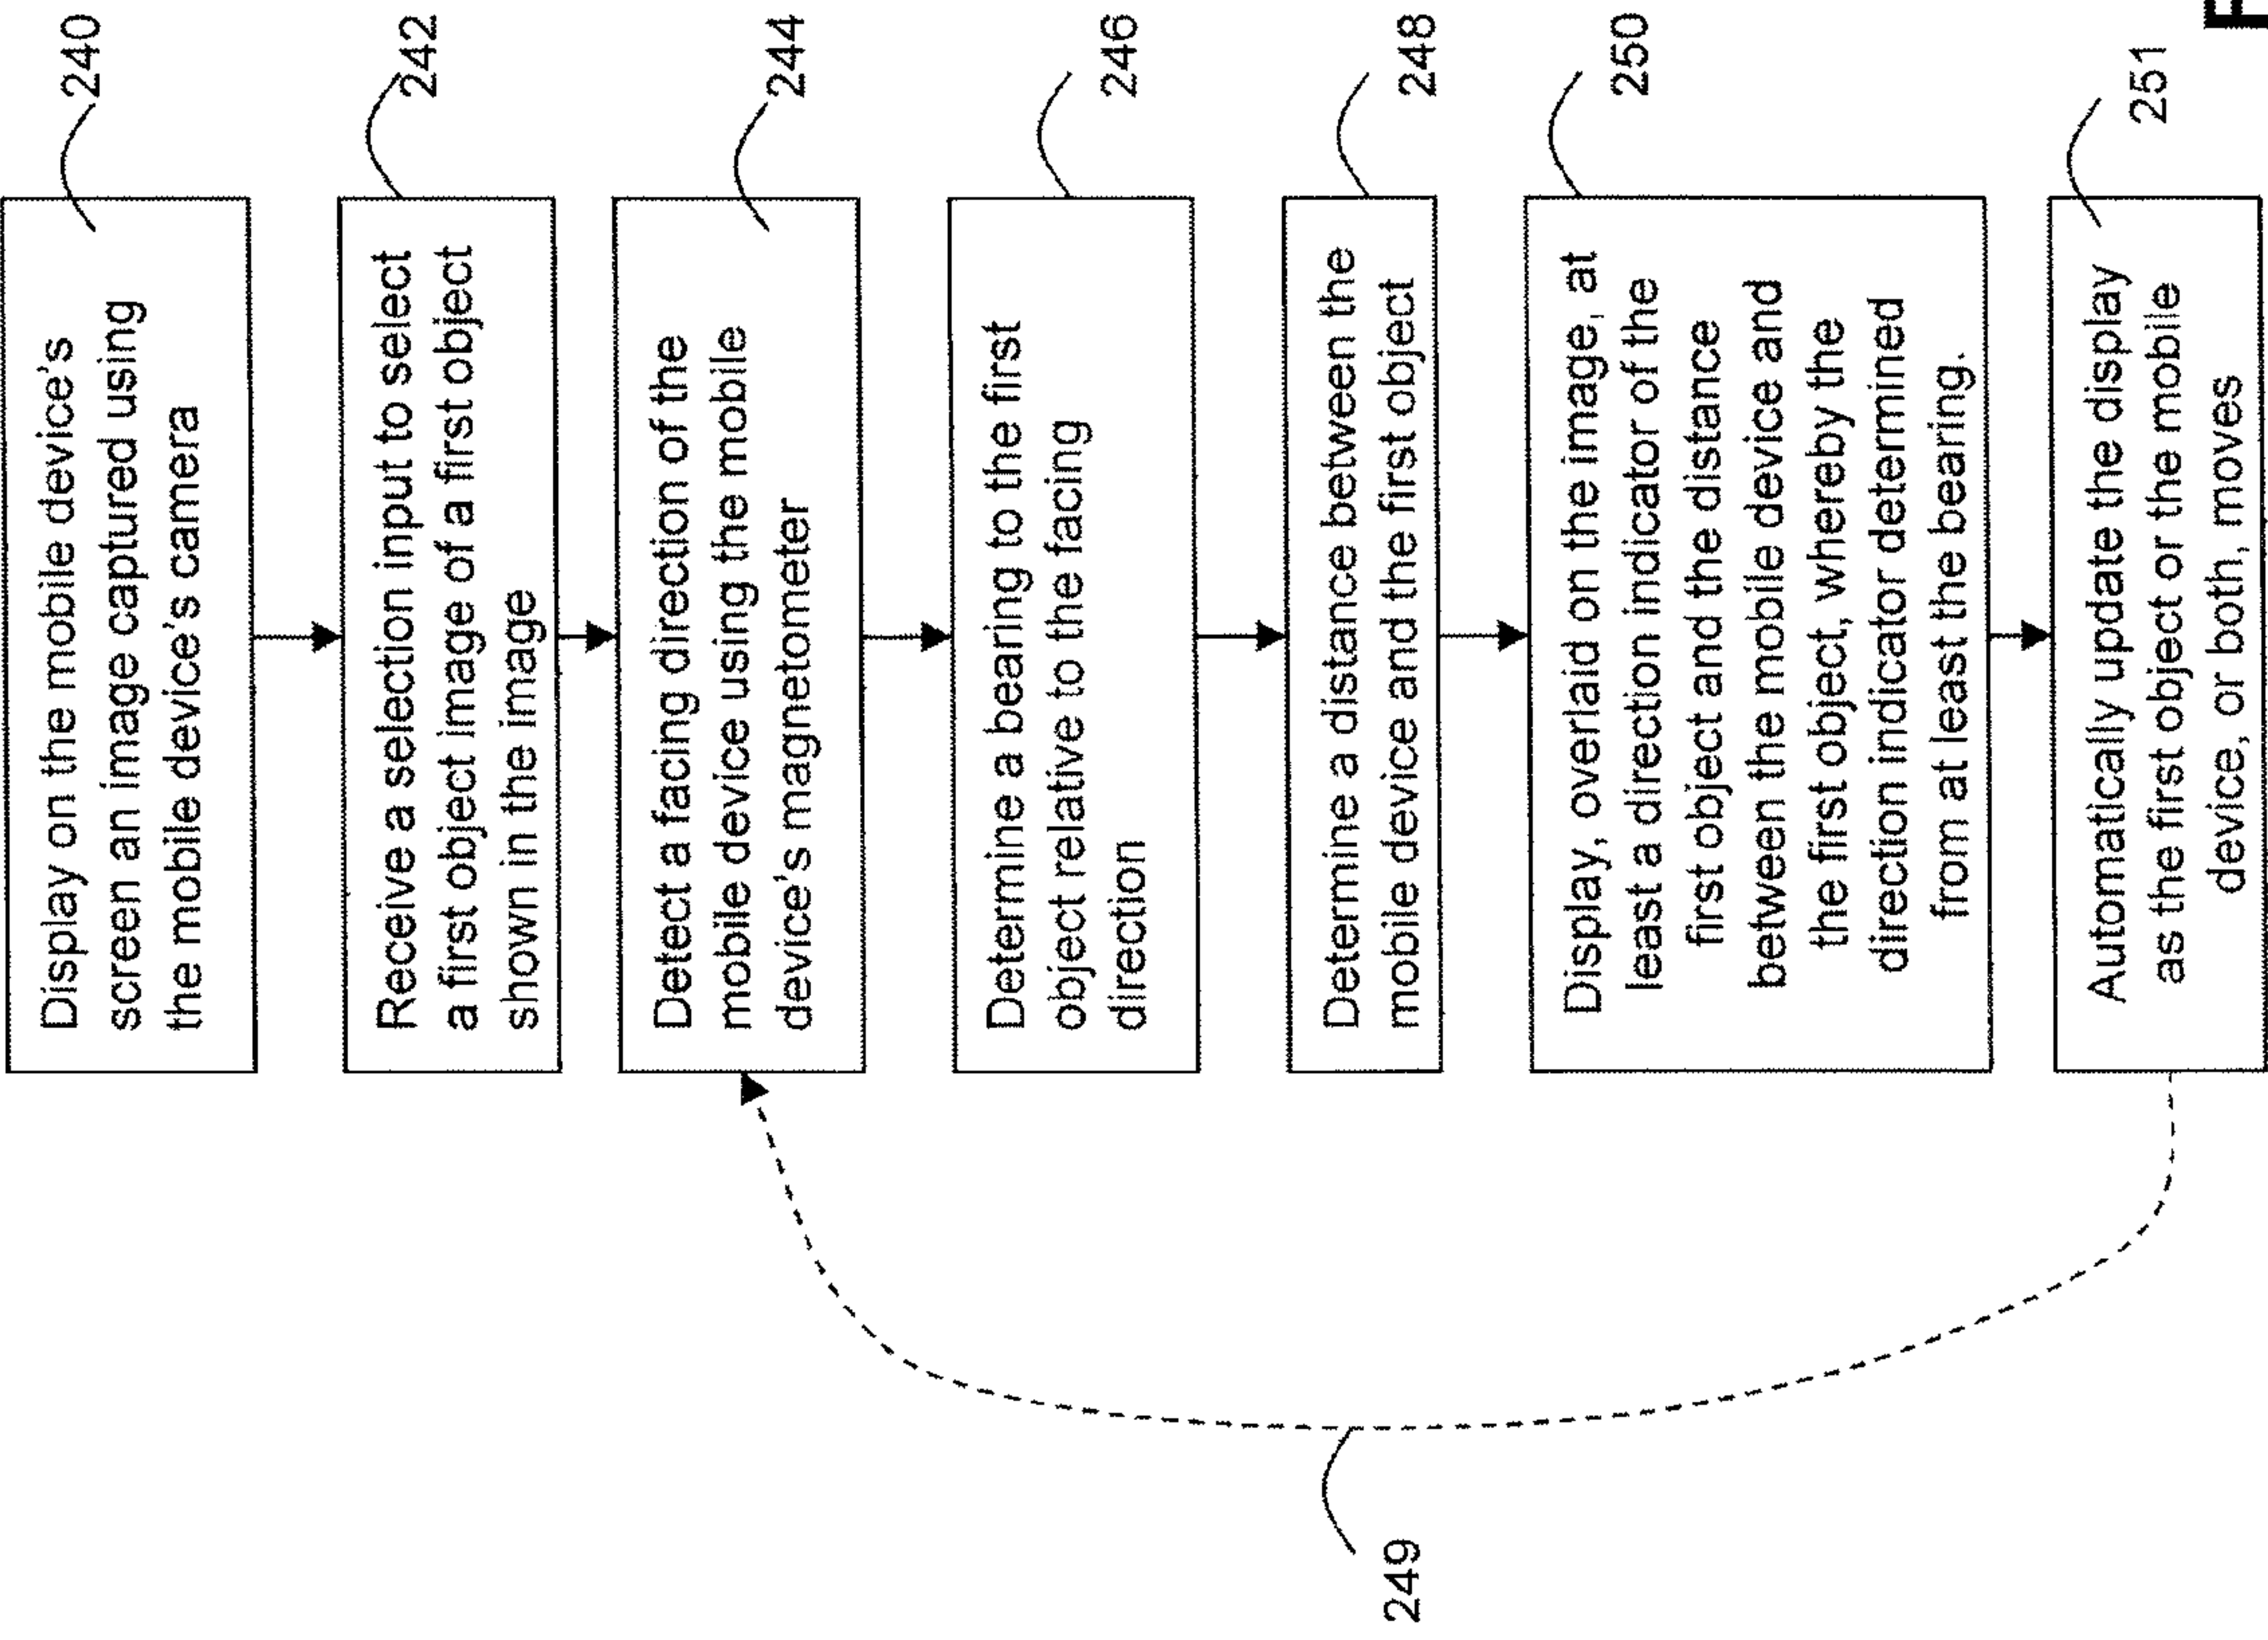 Display on the mobile device's
screen an image captured using
the mobile device's camera
240
Receive a selection input to select
a first object image of a first object
shown in the image
242
Detect a facing direction of the
mobile device using the mobile
device's magnetometer
244
Determine a bearing to the first
object relative to the facing
direction
246
Determine a distance between the
mobile device and the first object
248
Display, overlaid on the image, at
least a direction indicator of the
first object and the distance
between the mobile device and
the first object, whereby the
direction indicator determined
from at least the bearing.
250
Automatically update the display
as the first object or the mobile
device, or both, moves
251
249